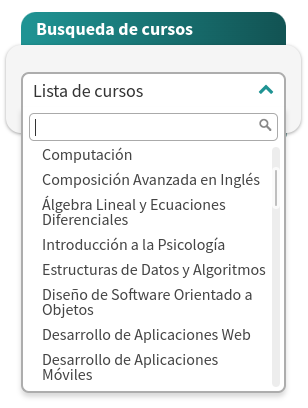 Busqueda de cursos
Lista de cursos
Computación
Composición Avanzada en Inglés
Álgebra Lineal y Ecuaciones
Diferenciales
Introducción a la Psicología
Estructuras de Datos y Algoritmos
Diseño de Software Orientado a
Objetos
Desarrollo de Aplicaciones Web
Desarrollo de Aplicaciones
Móviles